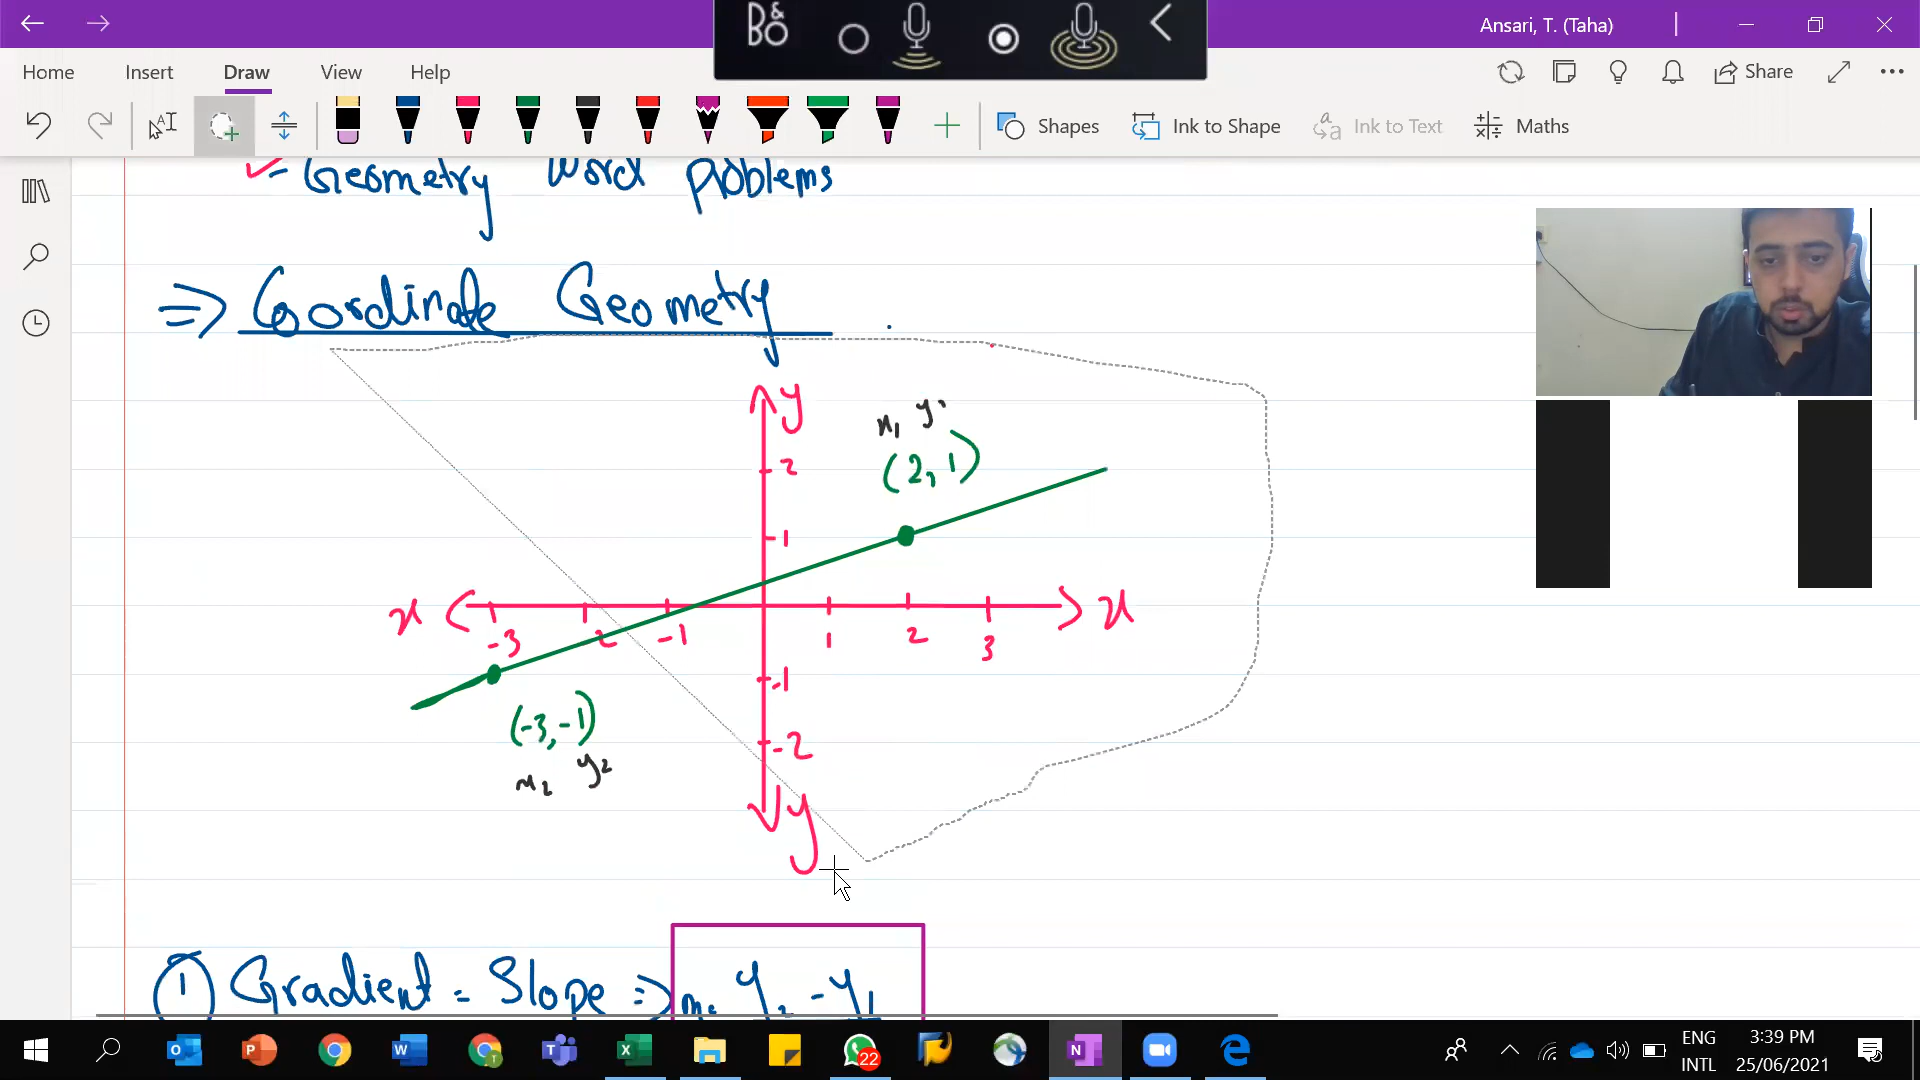 B&O
Ansari, T. (Taha)
Home Insert Draw View Help
Share
Shapes Ink to Shape Ink to Text Maths
✓- Geometry word problems
=> Coordinate Geometry
y
x₁ y₁
(2, 1)
2
1
x -3 2 -1 1 2 3 x
-1
(-3, -1)
-2
x₂ y₂
y
① Gradient = Slope => m = y₂ - y₁
22
ENG 3:39 PM
INTL 25/06/2021